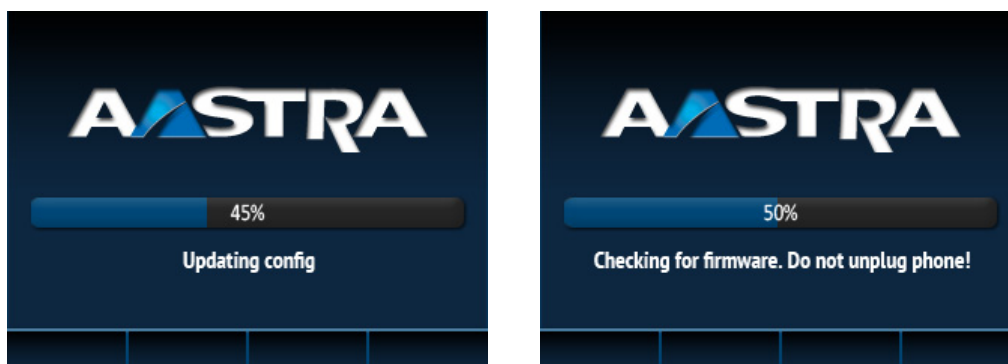 AASTRA
45%
Updating config
AASTRA
50%
Checking for firmware. Do not unplug phone!